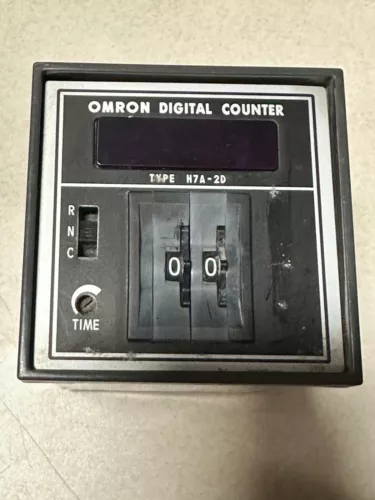 OMRON DIGITAL COUNTER
TYPE H7A-2D
R
N
C
0 0
TIME